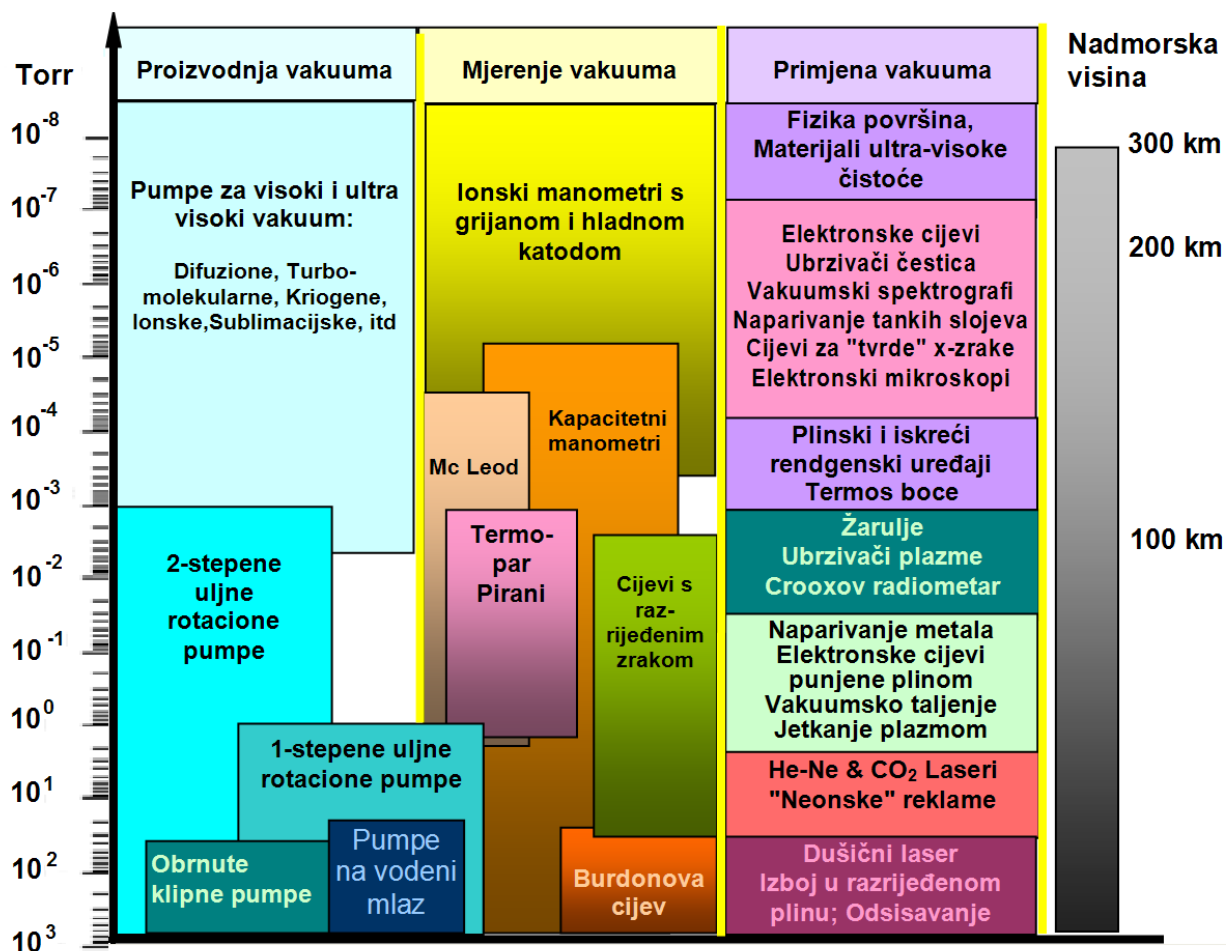 Torr
10-8
10-7
10-6
10-5
10-4
10-3
10-2
10-1
100
101
102
103
Proizvodnja vakuuma
Pumpe za visoki i ultra
visoki vakuum:
Difuzione, Turbo-
molekularne, Kriogene,
Ionske,Sublimacijske, itd
2-stepene
uljne
rotacione
pumpe
1-stepene uljne
rotacione pumpe
Obrnute
klipne pumpe
Pumpe
na vodeni
mlaz
Mjerenje vakuuma
Ionski manometri s
grijanom i hladnom
katodom
Kapacitetni
manometri
Mc Leod
Termo-
par
Pirani
Cijevi s
raz-
rijeđenim
zrakom
Burdonova
cijev
Primjena vakuuma
Fizika površina,
Materijali ultra-visoke
čistoće
Elektronske cijevi
Ubrzivači čestica
Vakuumski spektrografi
Naparivanje tankih slojeva
Cijevi za "tvrde" x-zrake
Elektronski mikroskopi
Plinski i iskreći
rendgenski uređaji
Termos boce
Žarulje
Ubrzivači plazme
Crooxov radiometar
Naparivanje metala
Elektronske cijevi
punjene plinom
Vakuumsko taljenje
Jetkanje plazmom
He-Ne & CO2 Laseri
"Neonske" reklame
Dušični laser
Izboj u razrijeđenom
plinu; Odsisavanje
Nadmorska
visina
300 km
200 km
100 km